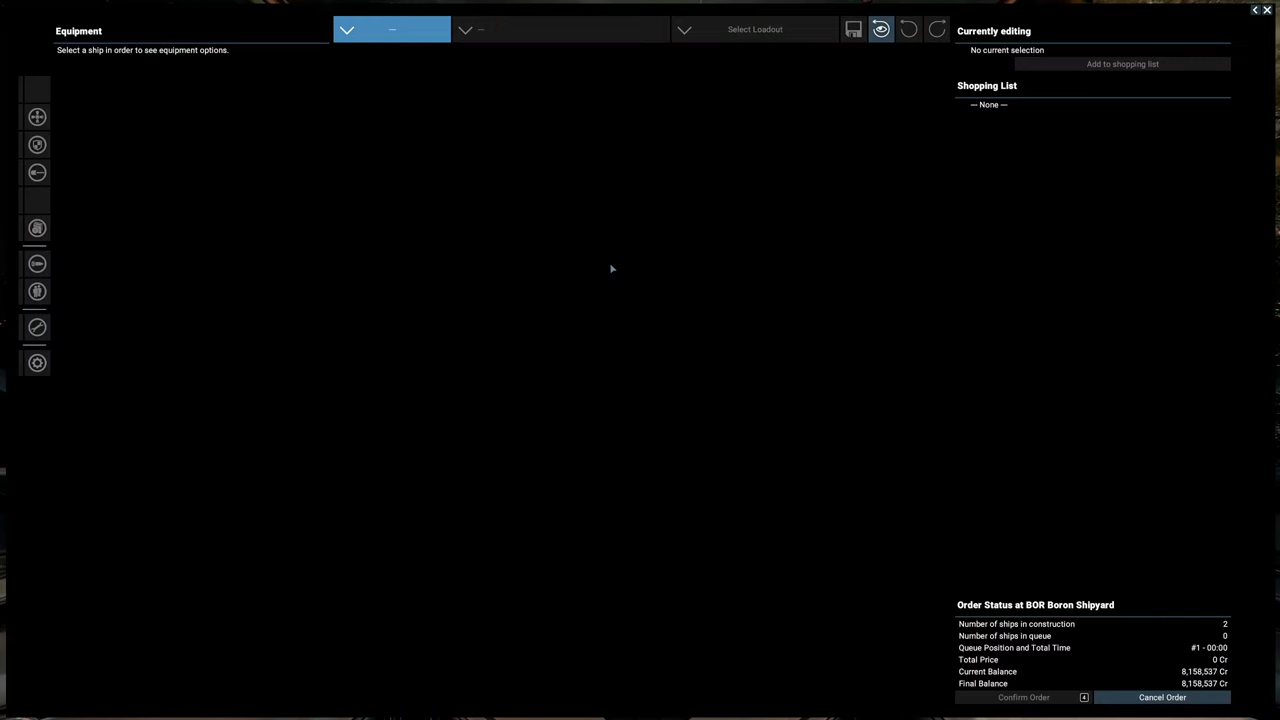 Equipment
Select a ship in order to see equipment options.
—
—
Select Loadout
Currently editing
No current selection
Add to shopping list
Shopping List
— None —
Order Status at BOR Boron Shipyard
Number of ships in construction 2
Number of ships in queue 0
Queue Position and Total Time #1 - 00:00
Total Price 0 Cr
Current Balance 8,158,537 Cr
Final Balance 8,158,537 Cr
Confirm Order 4 Cancel Order